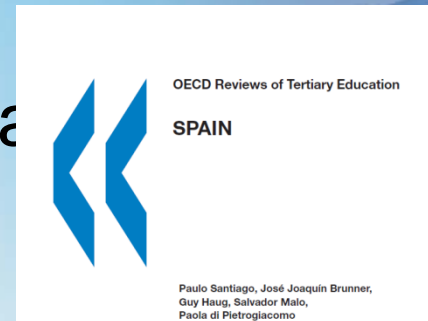 a
OECD Reviews of Tertiary Education
SPAIN
Paulo Santiago, José Joaquín Brunner,
Guy Haug, Salvador Malo,
Paola di Pietrogiacomo